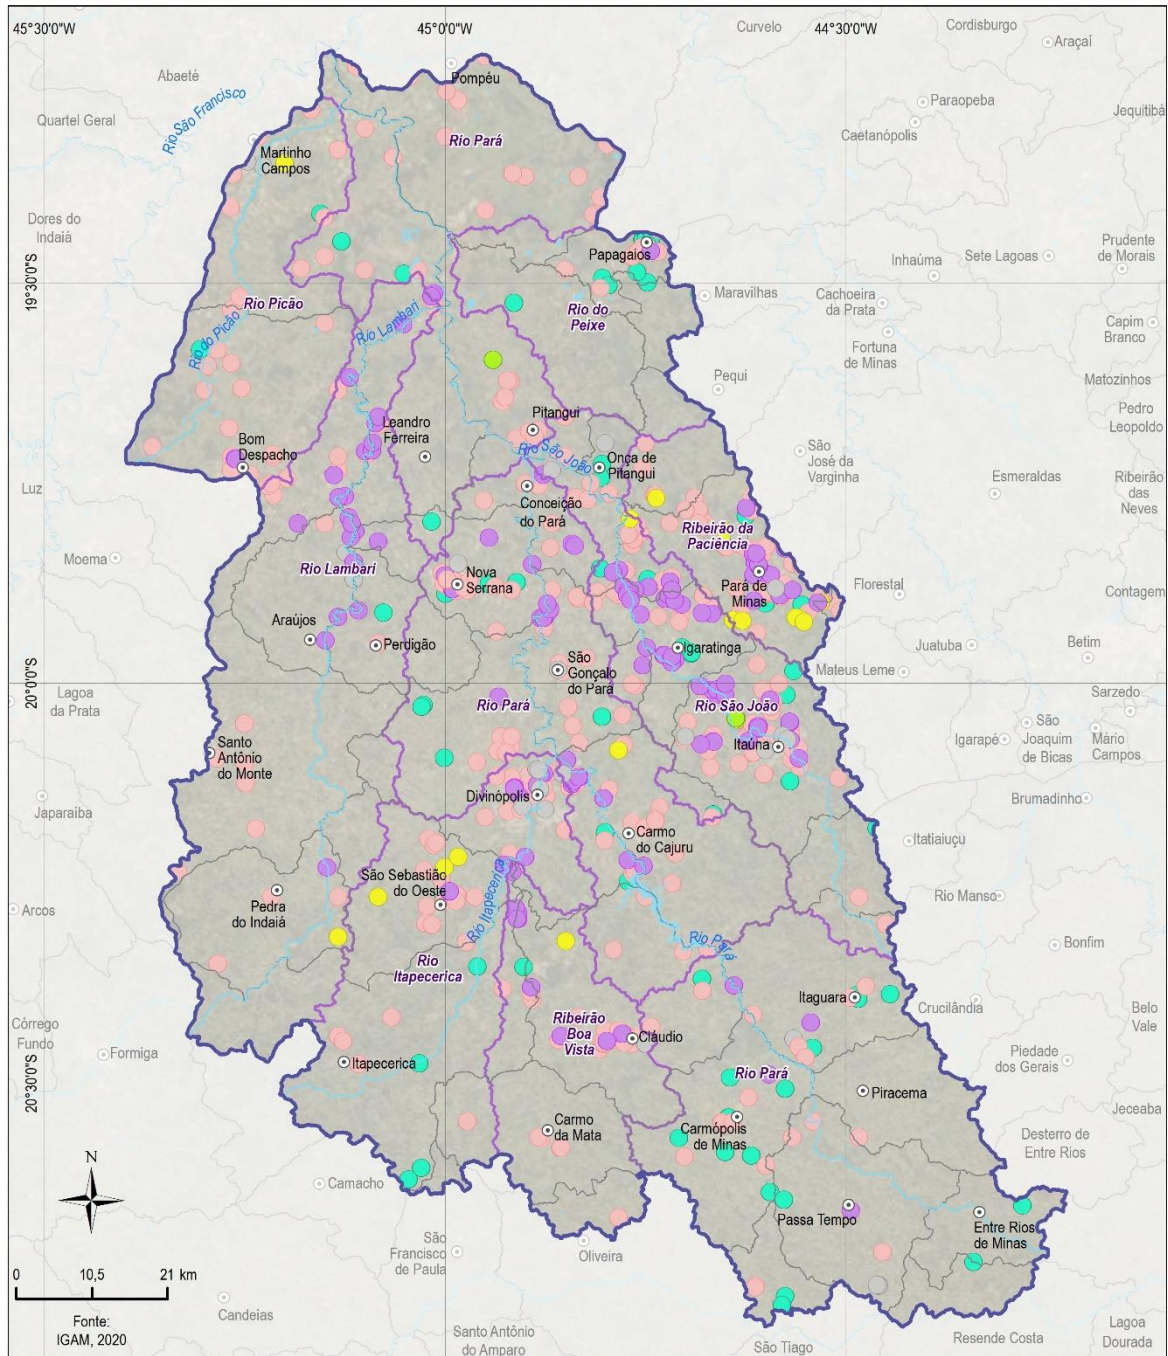 45°30'0"W
45°0'0"W
44°30'0"W
Curvelo
Cordisburgo
Araçaí
Abaeté
Pompéu
Rio São Francisco
Paraopeba
Jequitibá
Quartel Geral
Caetanópolis
Rio Pará
Martinho
Campos
Dores do
Indaiá
Papagaios
Prudente
de Morais
Inhaúma
Sete Lagoas
19°30'0"S
Maravilhas
Cachoeira
da Prata
Rio Picão
Rio Lambari
Rio do
Peixe
Capim
Branco
Rio do Picão
Fortuna
de Minas
Pequi
Matozinhos
Leandro
Ferreira
Pitangui
Pedro
Leopoldo
Bom
Despacho
Rio São João
Onça de
Pitangui
São
José da
Varginha
Luz
Esmeraldas
Ribeirão
das
Neves
Conceição
do Pará
Ribeirão da
Paciência
Moema
Rio Lambari
Nova
Serrana
Pará de
Minas
Florestal
Contagem
Araújos
Perdigão
Igaratinga
Juatuba
Betim
São
Gonçalo
do Pará
Mateus Leme
20°0'0"S
Lagoa
da Prata
Rio Pará
Rio São João
Sarzedo
Santo
Antônio
do Monte
Itaúna
Igarapé
São
Joaquim
de Bicas
Mário
Campos
Japaraiba
Divinópolis
Brumadinho
Carmo
do Cajuru
Itatiaiuçu
São Sebastião
do Oeste
Rio Itapecerica
Pedra
do Indaiá
Rio Manso
Arcos
Rio Pará
Bonfim
Rio
Itapecerica
Itaguara
Crucilândia
Belo
Vale
Córrego
Fundo
Formiga
Ribeirão
Boa
Vista
Cláudio
Piedade
dos Gerais
20°30'0"S
Itapecerica
Rio Pará
Piracema
Jeceaba
Carmo
da Mata
Carmópolis
de Minas
Desterro de
Entre Rios
N
Camacho
Passa Tempo
Entre Rios
de Minas
São
Francisco
de Paula
Oliveira
0 10,5 21 km
Candeias
Fonte:
IGAM, 2020
Santo Antônio
do Amparo
São Tiago
Resende Costa
Lagoa
Dourada